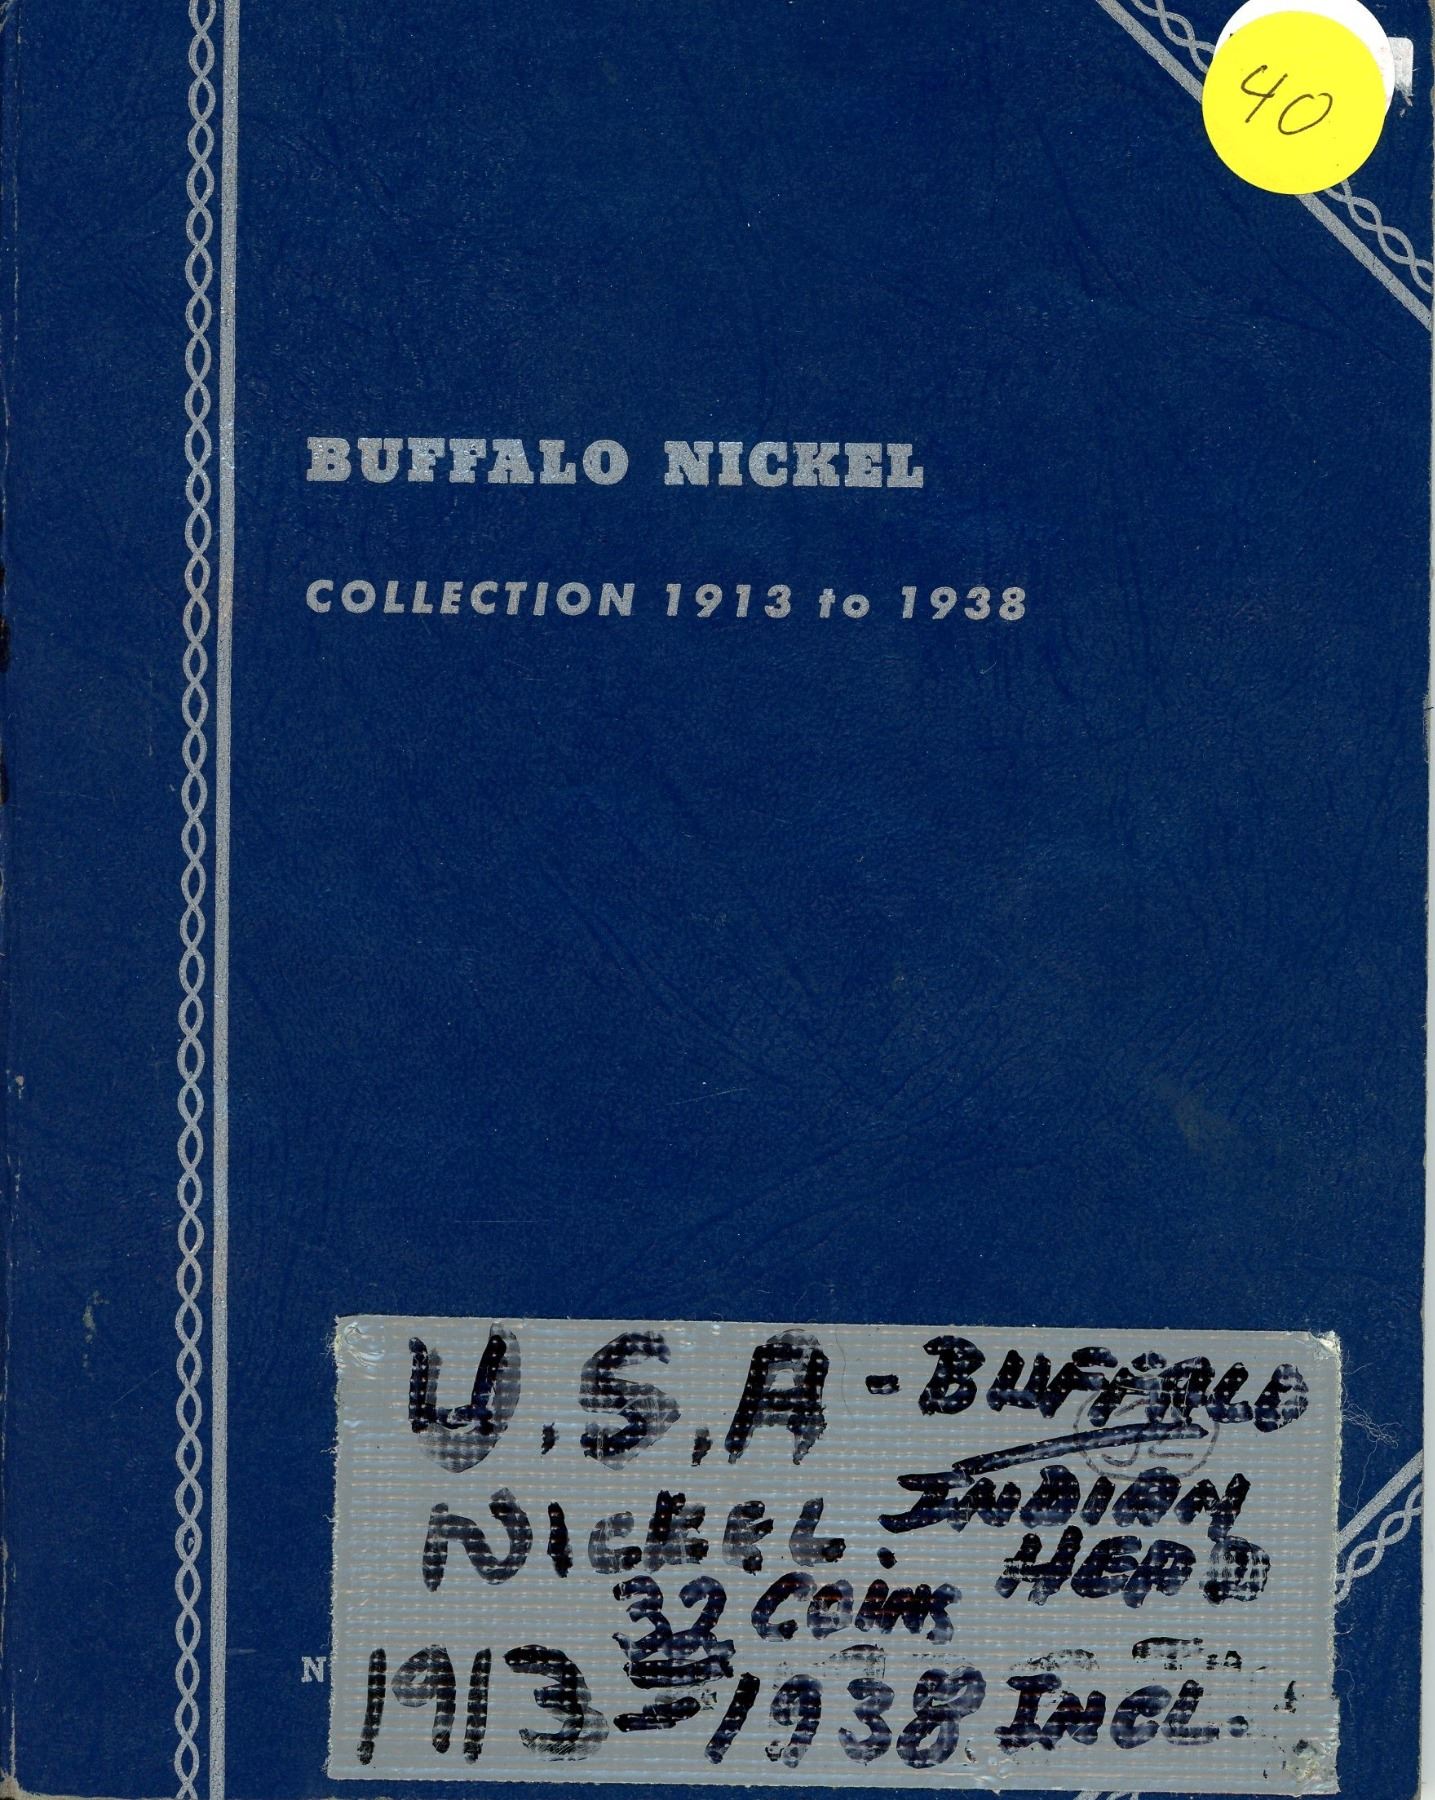 40
BUFFALO NICKEL
COLLECTION 1913 to 1938
U.S.A - BUFFALO
NICKEL. INDIAN
HEAD
32 COINS
N
1913 - 1938 INCL.